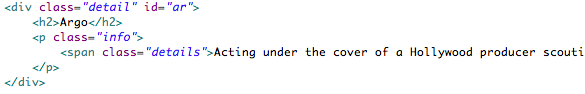 <div class="detail" id="ar">
<h2>Argo</h2>
<p class="info">
<span class="details">Acting under the cover of a Hollywood producer scouti
</p>
</div>